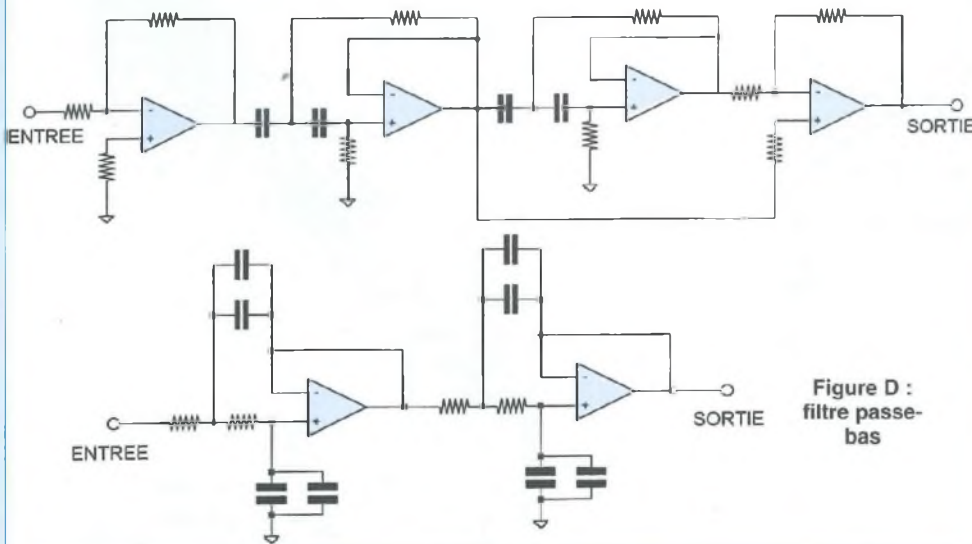 ENTREE
SORTIE
ENTREE
SORTIE
Figure D :
filtre passe-
bas